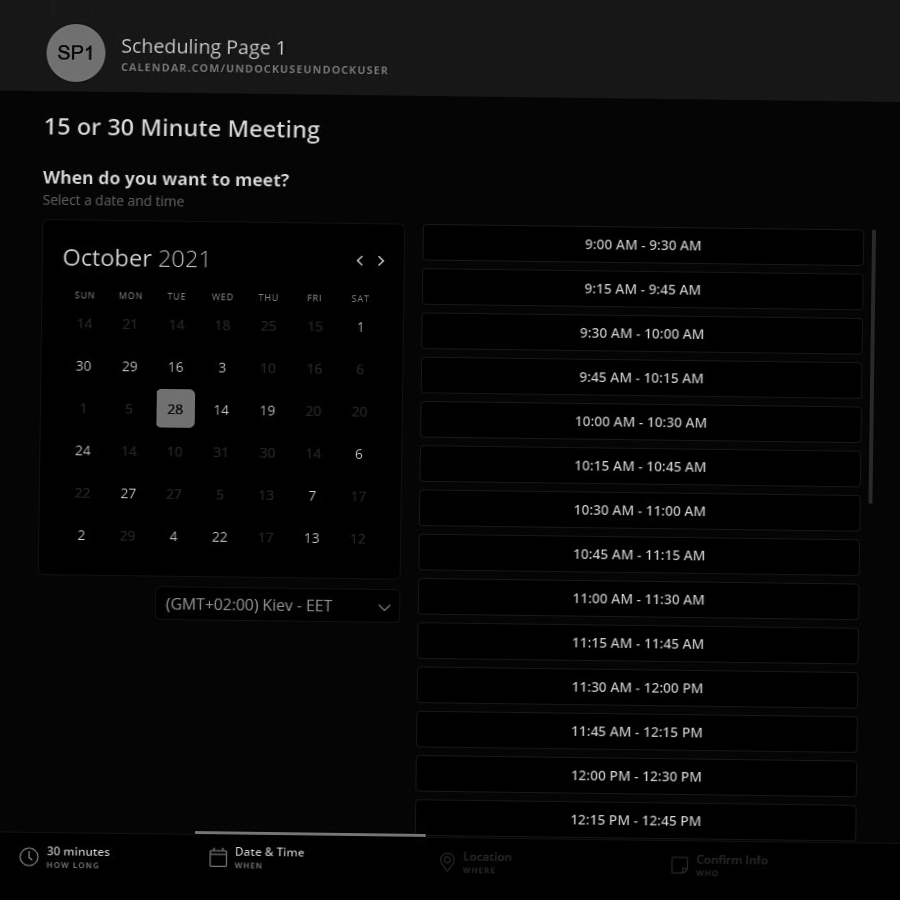 SP1
Scheduling Page 1
CALENDAR.COM/UNDOCKUSEUNDOCKUSER
15 or 30 Minute Meeting
When do you want to meet?
Select a date and time
October 2021
SUN MON TUE WED THU FRI SAT
14 21 14 18 25 15 1
30 29 16 3 10 16 6
1 5 28 14 19 20 20
24 14 10 31 30 14 6
22 27 27 5 13 7 17
2 29 4 22 17 13 12
(GMT+02:00) Kiev - EET
9:00 AM - 9:30 AM
9:15 AM - 9:45 AM
9:30 AM - 10:00 AM
9:45 AM - 10:15 AM
10:00 AM - 10:30 AM
10:15 AM - 10:45 AM
10:30 AM - 11:00 AM
10:45 AM - 11:15 AM
11:00 AM - 11:30 AM
11:15 AM - 11:45 AM
11:30 AM - 12:00 PM
11:45 AM - 12:15 PM
12:00 PM - 12:30 PM
12:15 PM - 12:45 PM
30 minutes
HOW LONG
Date & Time
WHEN
Location
WHERE
Confirm Info
WHO